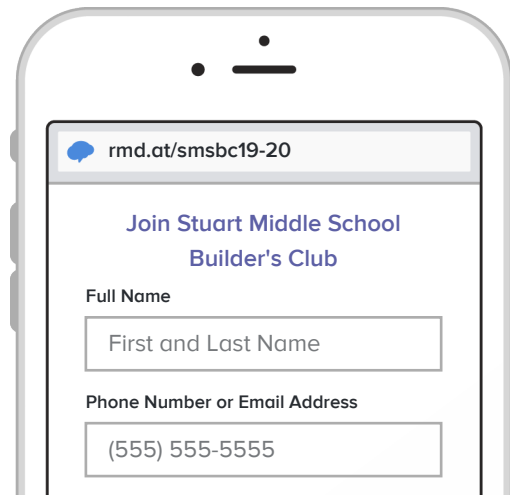 rmd.at/smsbc19-20
Join Stuart Middle School
Builder's Club
Full Name
First and Last Name
Phone Number or Email Address
(555) 555-5555